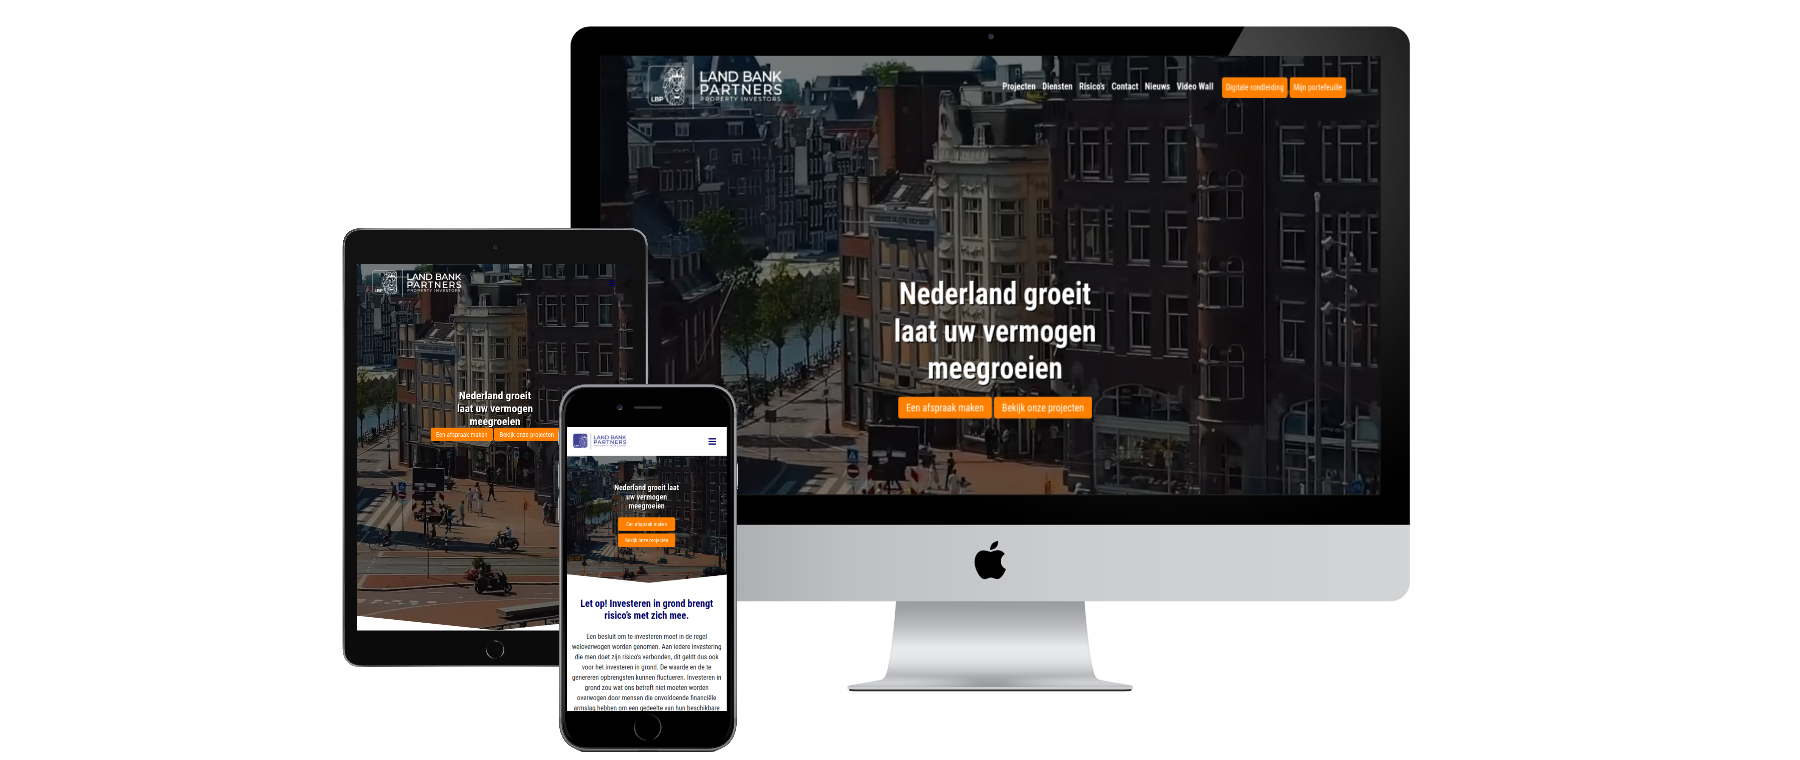 LAND BANK
PARTNERS
PROPERTY INVESTORS
LBP
Projecten Diensten Risico's Contact Nieuws Video Wall Digitale rondleiding Mijn portefeuille
Nederland groeit
laat uw vermogen
meegroeien
Een afspraak maken Bekijk onze projecten
LAND BANK
PARTNERS
PROPERTY INVESTORS
LBP
Nederland groeit
laat uw vermogen
meegroeien
Een afspraak maken Bekijk onze projecten
LAND BANK
PARTNERS
Nederland groeit laat
uw vermogen
meegroeien
Een afspraak maken
Bekijk onze projecten
Let op! Investeren in grond brengt
risico's met zich mee.
Een besluit om te investeren moet in de regel
weloverwogen worden genomen. Aan iedere investering
die men doet zijn risico's verbonden, dit geldt dus ook
voor het investeren in grond. De waarde en de te
genereren opbrengsten kunnen fluctueren. Investeren in
grond zou wat ons betreft niet moeten worden
overwogen door mensen die onvoldoende financiële
armslag hebben om een gedeelte van hun beschikbare